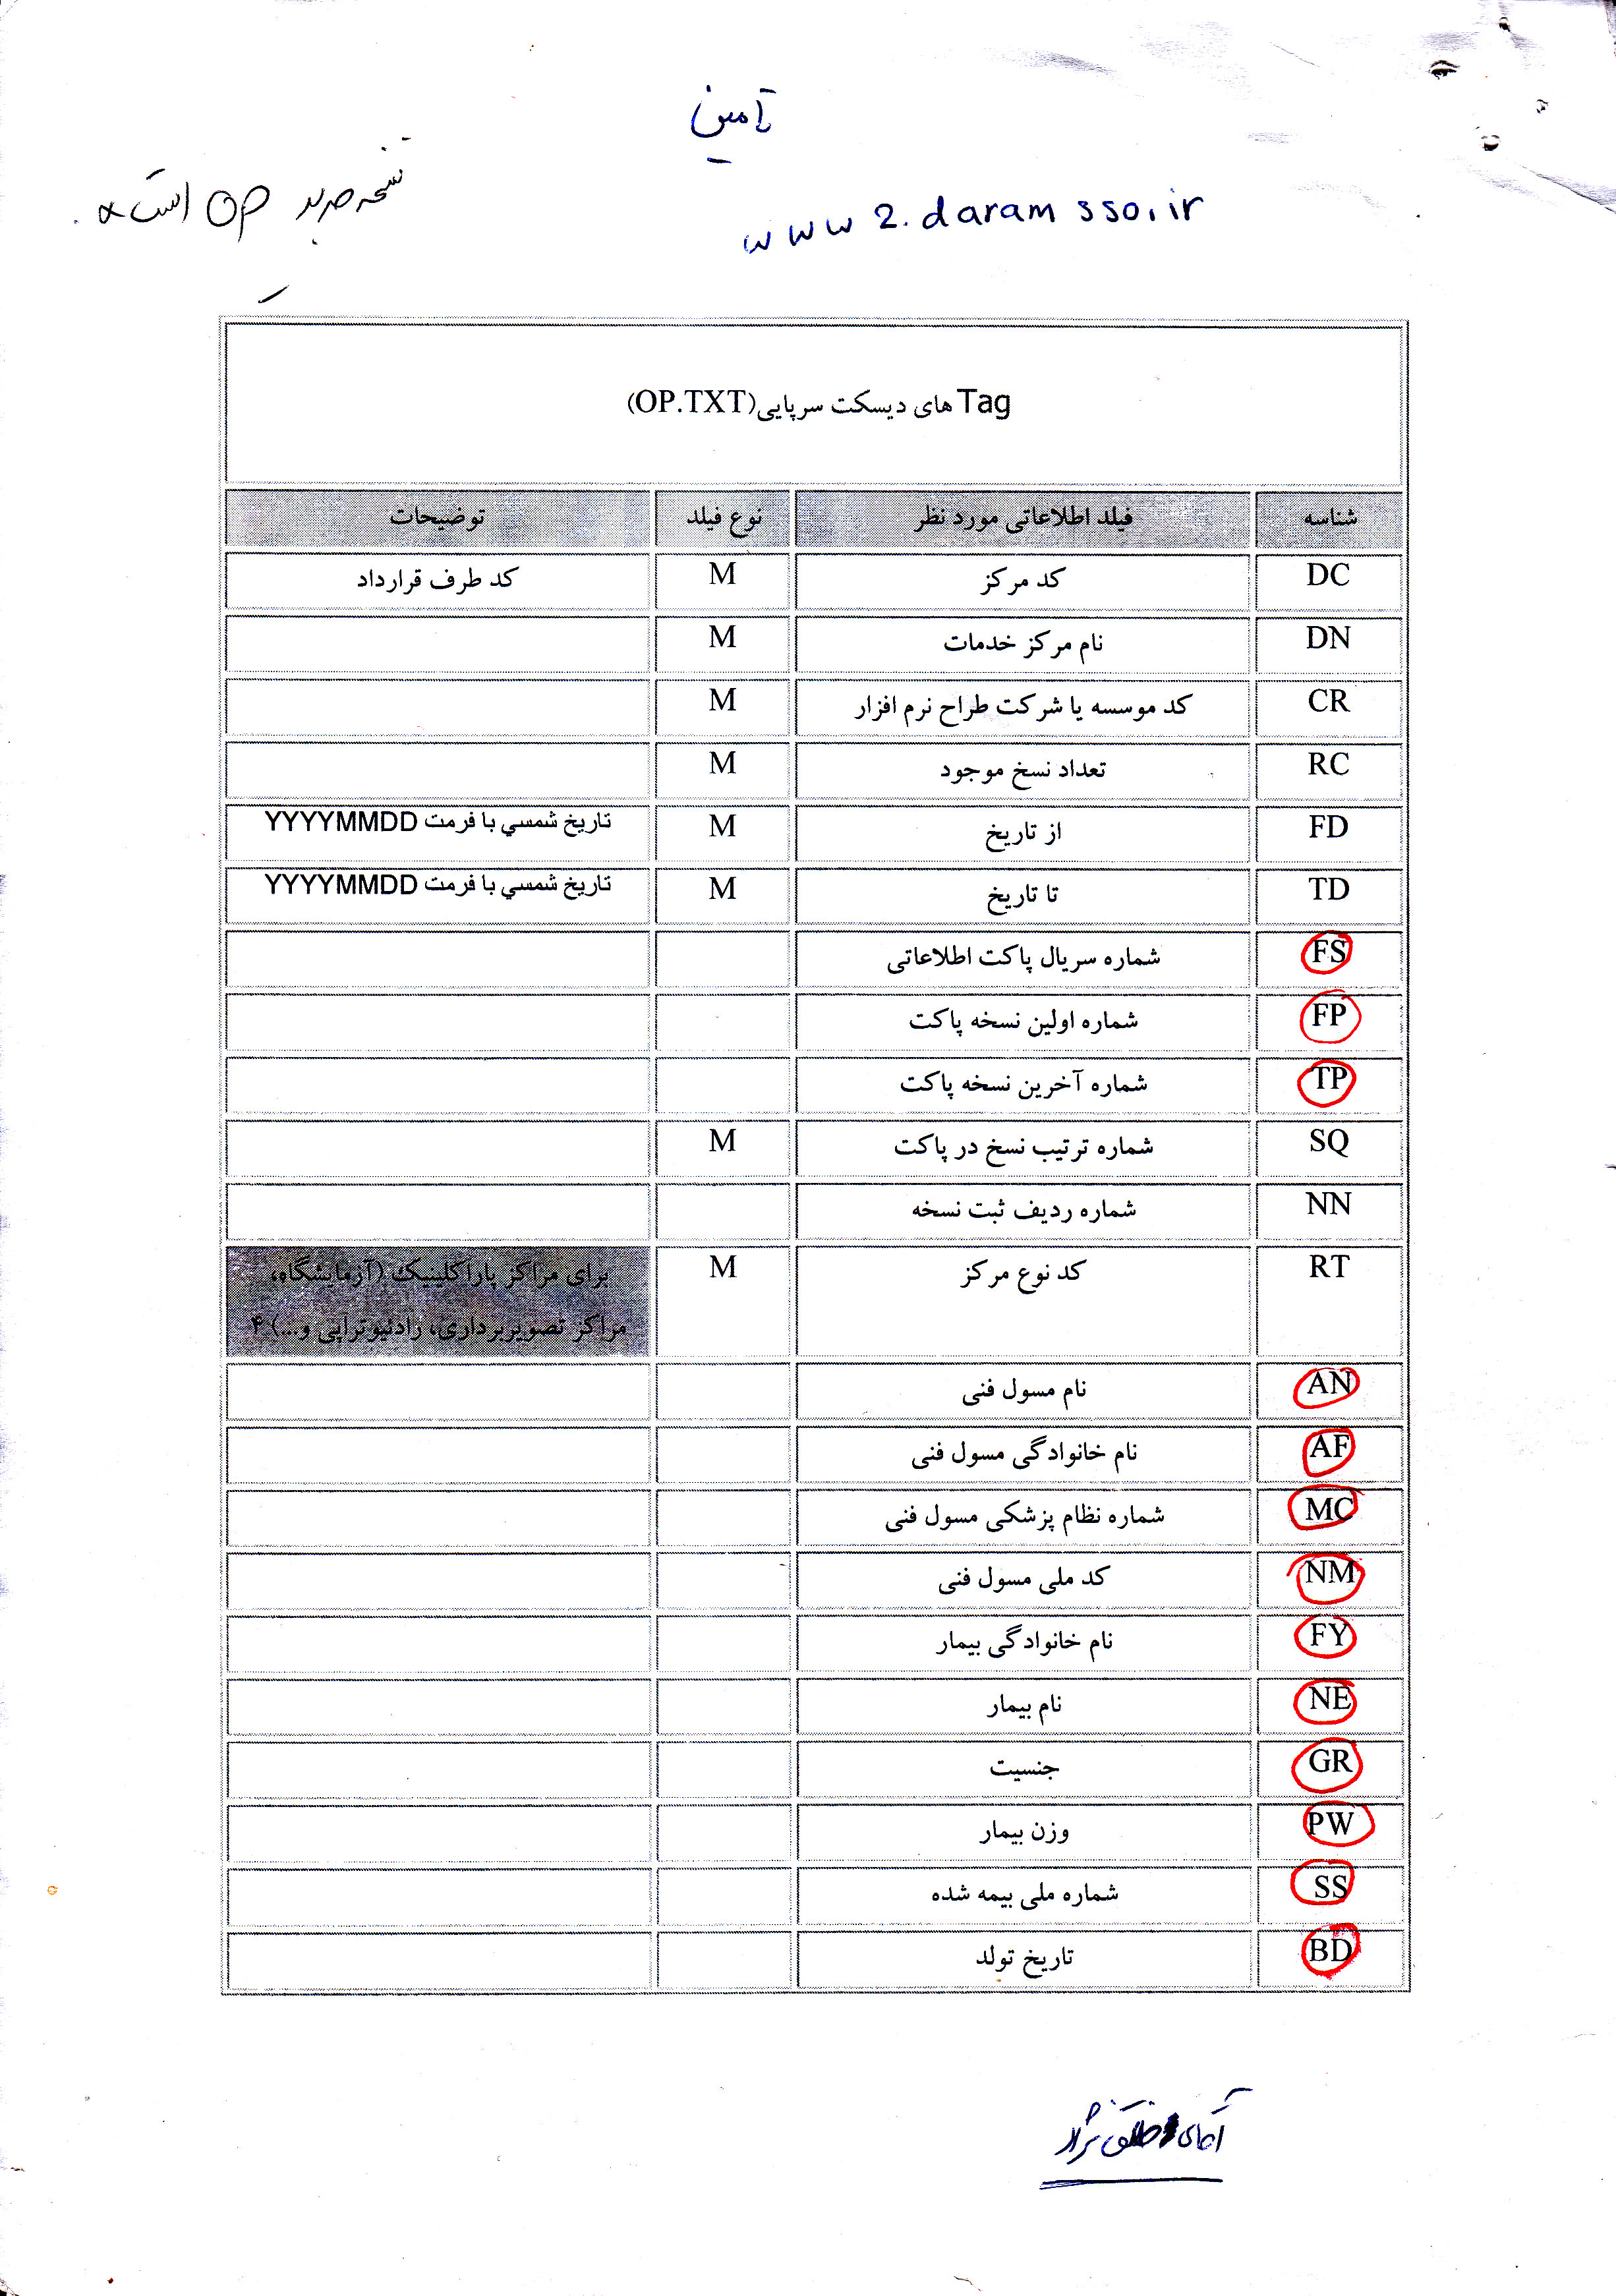 تامین
نسخه جدید OP است
www2.daramsso.ir
Tag های دیسکت سرپایی(OP.TXT)
شناسه فیلد اطلاعاتی مورد نظر نوع فیلد توضیحات
DC کد مرکز M کد طرف قرارداد
DN نام مرکز خدمات M
CR کد موسسه یا شرکت طراح نرم افزار M
RC تعداد نسخ موجود M
FD از تاریخ M تاریخ شمسي با فرمت YYYYMMDD
TD تا تاریخ M تاریخ شمسي با فرمت YYYYMMDD
FS شماره سریال پاکت اطلاعاتی
FP شماره اولین نسخه پاکت
TP شماره آخرین نسخه پاکت
SQ شماره ترتیب نسخ در پاکت M
NN شماره ردیف ثبت نسخه
RT کد نوع مرکز M برای مراکز پاراکلینیک (آزمایشگاه،
مراکز تصویربرداری، رادئیوتراپی و...) ۴
AN نام مسول فنی
AF نام خانوادگی مسول فنی
MC شماره نظام پزشکی مسول فنی
NM کد ملی مسول فنی
FY نام خانوادگی بیمار
NE نام بیمار
GR جنسیت
PW وزن بیمار
SS شماره ملی بیمه شده
BD تاریخ تولد
آقای